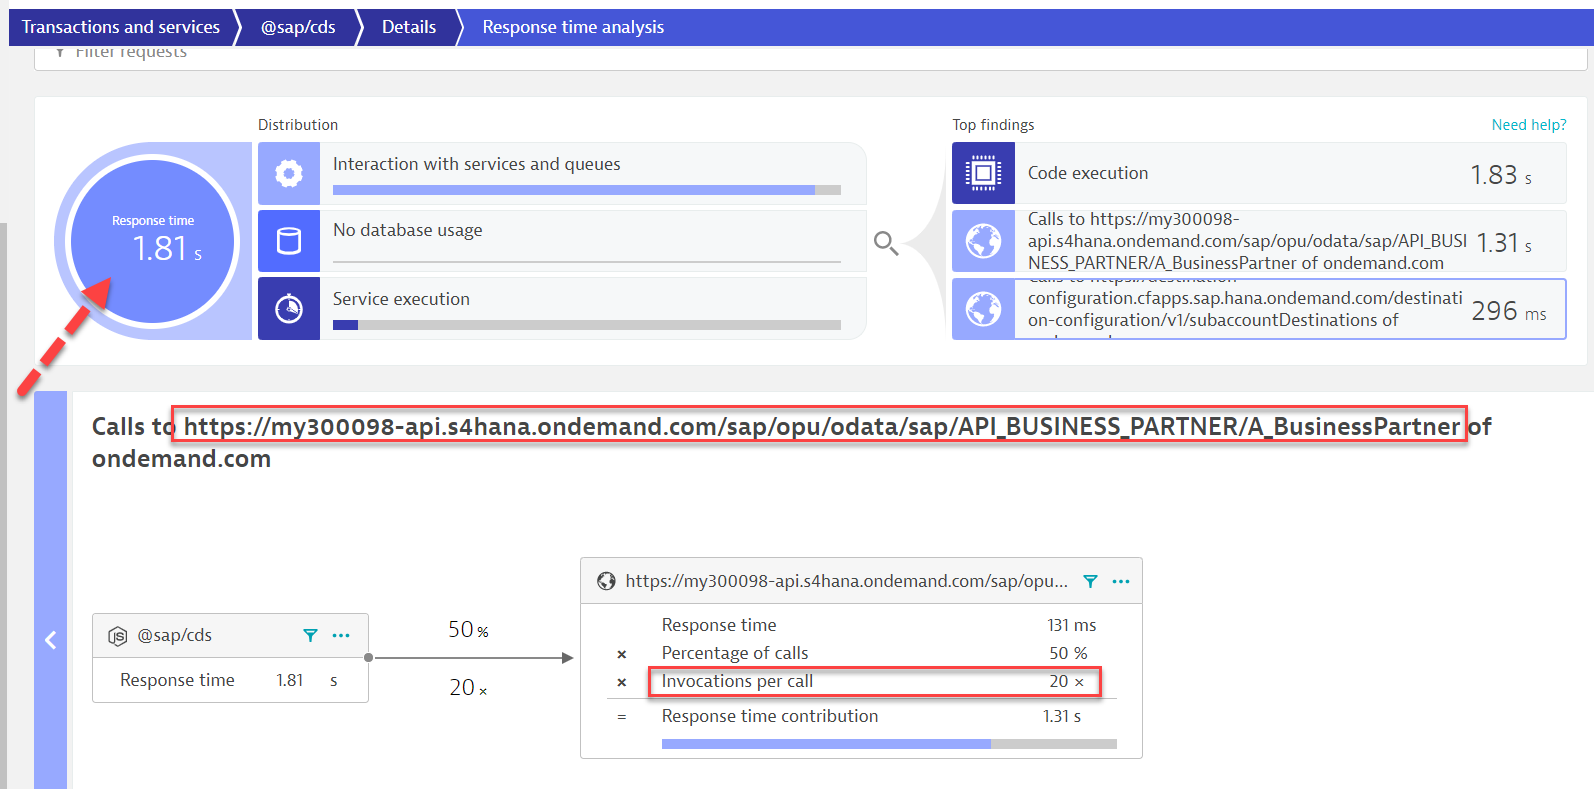 Transactions and services @sap/cds Details Response time analysis
Filter requests
Distribution
Top findings
Need help?
Response time
1.81 s
Interaction with services and queues
No database usage
Service execution
Code execution
1.83 s
Calls to https://my300098-
api.s4hana.ondemand.com/sap/opu/odata/sap/API_BUSI
NESS_PARTNER/A_BusinessPartner of ondemand.com
1.31 s
Calls to https://destination-
configuration.cfapps.sap.hana.ondemand.com/destinati
on-configuration/v1/subaccountDestinations of
296 ms
Calls to https://my300098-api.s4hana.ondemand.com/sap/opu/odata/sap/API_BUSINESS_PARTNER/A_BusinessPartner of
ondemand.com
@sap/cds
Response time 1.81 s
50 %
20 ×
https://my300098-api.s4hana.ondemand.com/sap/opu...
Response time 131 ms
× Percentage of calls 50 %
× Invocations per call 20 ×
= Response time contribution 1.31 s